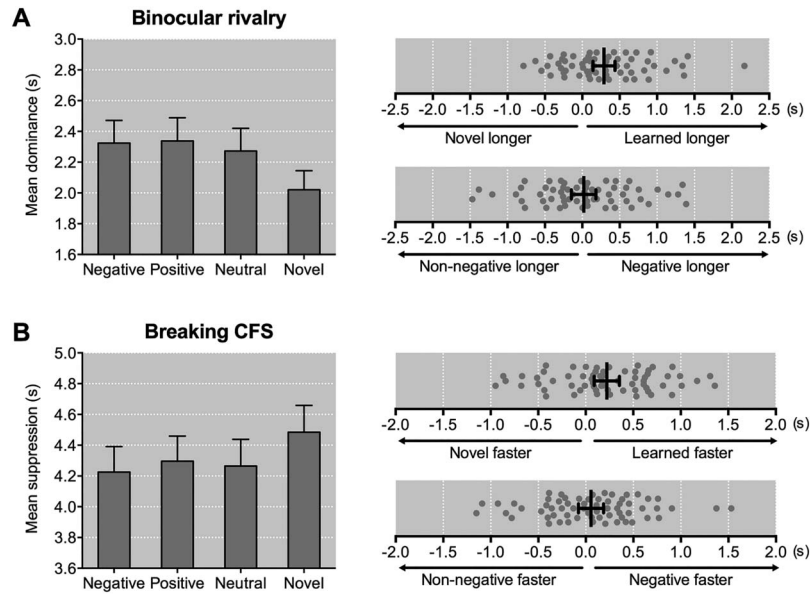 A
Binocular rivalry
Mean dominance (s)
3.0
2.8
2.6
2.4
2.2
2.0
1.8
1.6
Negative Positive Neutral Novel
-2.5 -2.0 -1.5 -1.0 -0.5 0.0 0.5 1.0 1.5 2.0 2.5 (s)
Novel longer Learned longer
-2.5 -2.0 -1.5 -1.0 -0.5 0.0 0.5 1.0 1.5 2.0 2.5 (s)
Non-negative longer Negative longer
B
Breaking CFS
Mean suppression (s)
5.0
4.8
4.6
4.4
4.2
4.0
3.8
3.6
Negative Positive Neutral Novel
-2.0 -1.5 -1.0 -0.5 0.0 0.5 1.0 1.5 2.0 (s)
Novel faster Learned faster
-2.0 -1.5 -1.0 -0.5 0.0 0.5 1.0 1.5 2.0 (s)
Non-negative faster Negative faster